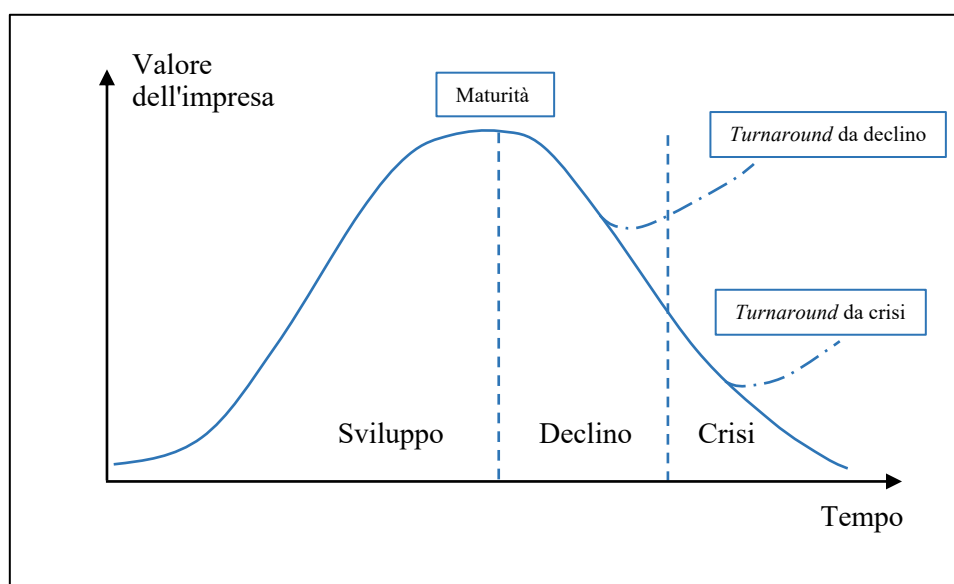 Valore
dell'impresa
Maturità
Turnaround da declino
Turnaround da crisi
Sviluppo
Declino
Crisi
Tempo